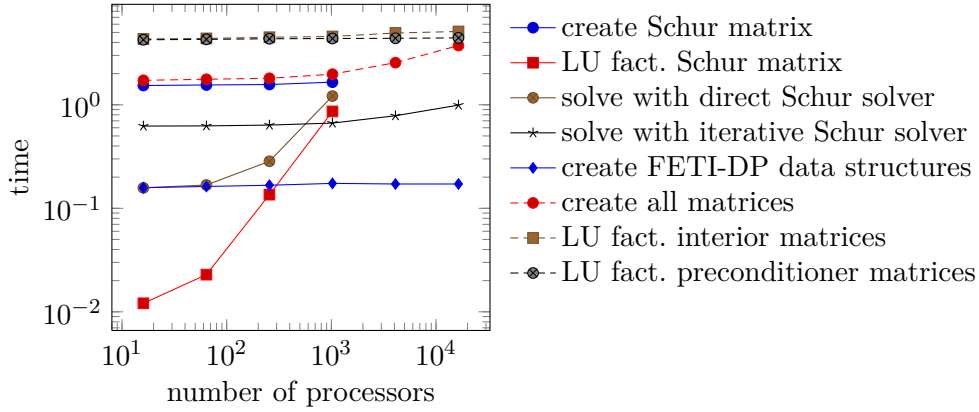 10^0
10^{-1}
10^{-2}
time
10^1
10^2
10^3
10^4
number of processors
create Schur matrix
LU fact. Schur matrix
solve with direct Schur solver
solve with iterative Schur solver
create FETI-DP data structures
create all matrices
LU fact. interior matrices
LU fact. preconditioner matrices